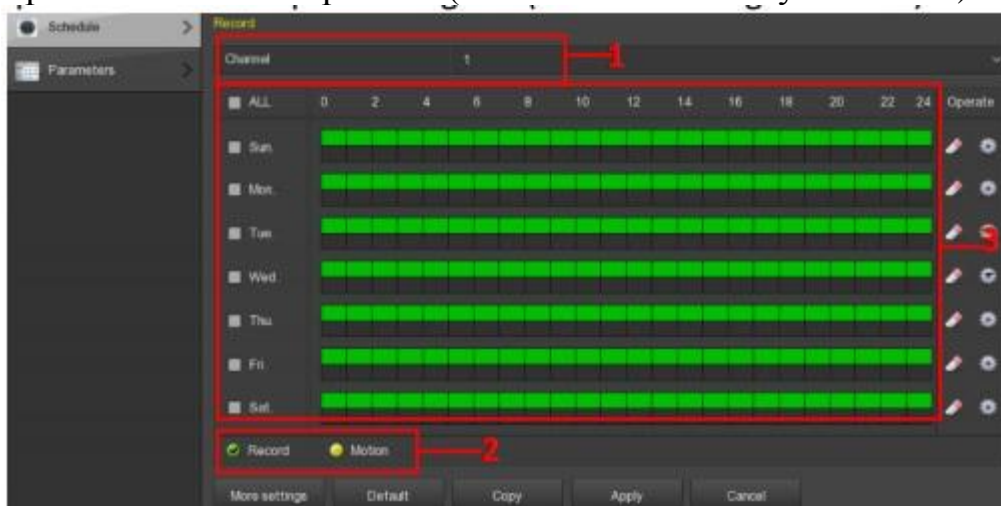 Schedule
Record
Parameters
Channel 1
1
ALL 0 2 4 6 8 10 12 14 16 18 20 22 24 Operate
Sun.
Mon.
Tue.
3
Wed.
Thu.
Fri.
Sat.
Record Motion
2
More settings Default Copy Apply Cancel